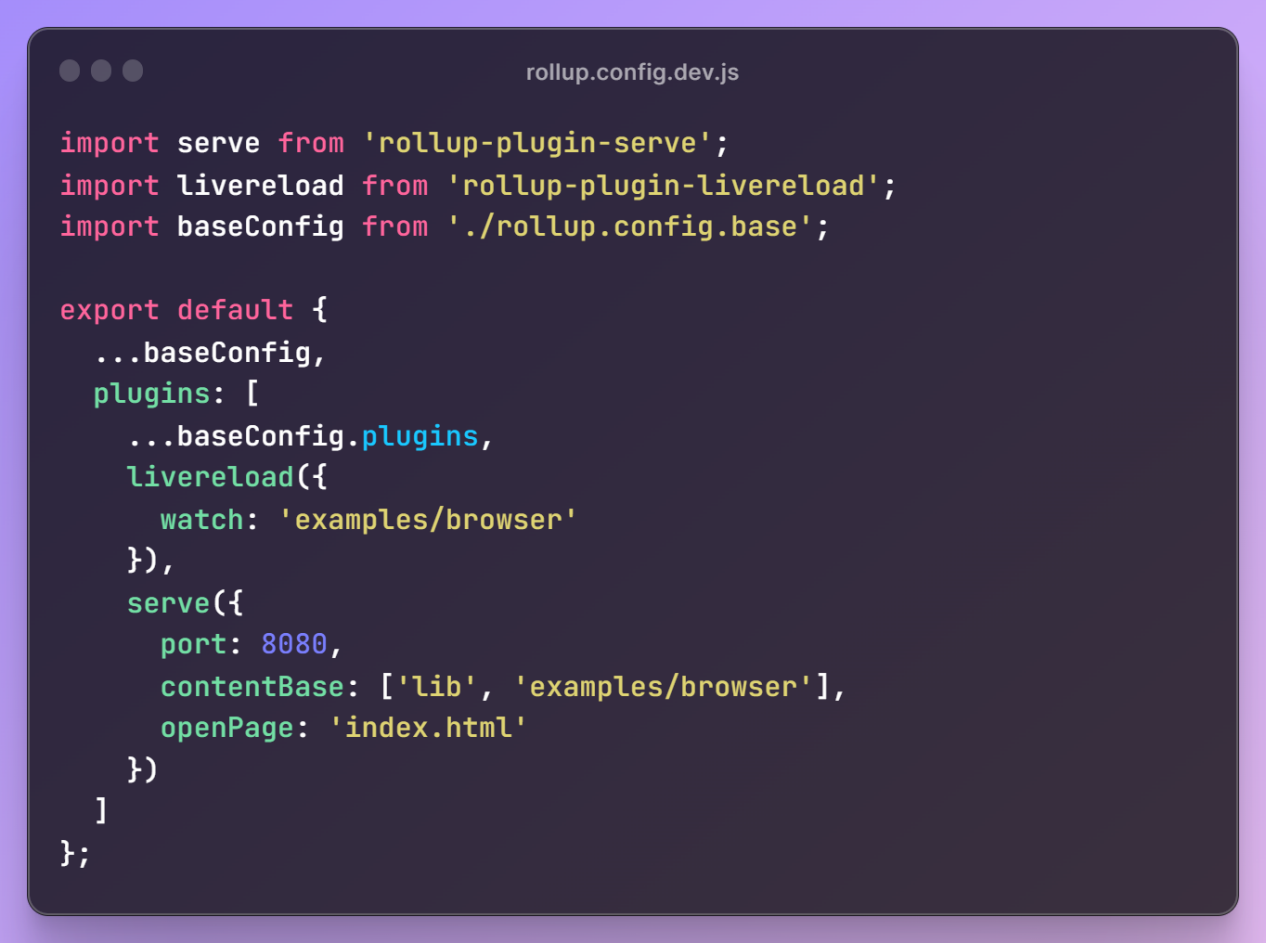 rollup.config.dev.js
import serve from 'rollup-plugin-serve';
import livereload from 'rollup-plugin-livereload';
import baseConfig from './rollup.config.base';

export default {
  ...baseConfig,
  plugins: [
    ...baseConfig.plugins,
    livereload({
      watch: 'examples/browser'
    }),
    serve({
      port: 8080,
      contentBase: ['lib', 'examples/browser'],
      openPage: 'index.html'
    })
  ]
};